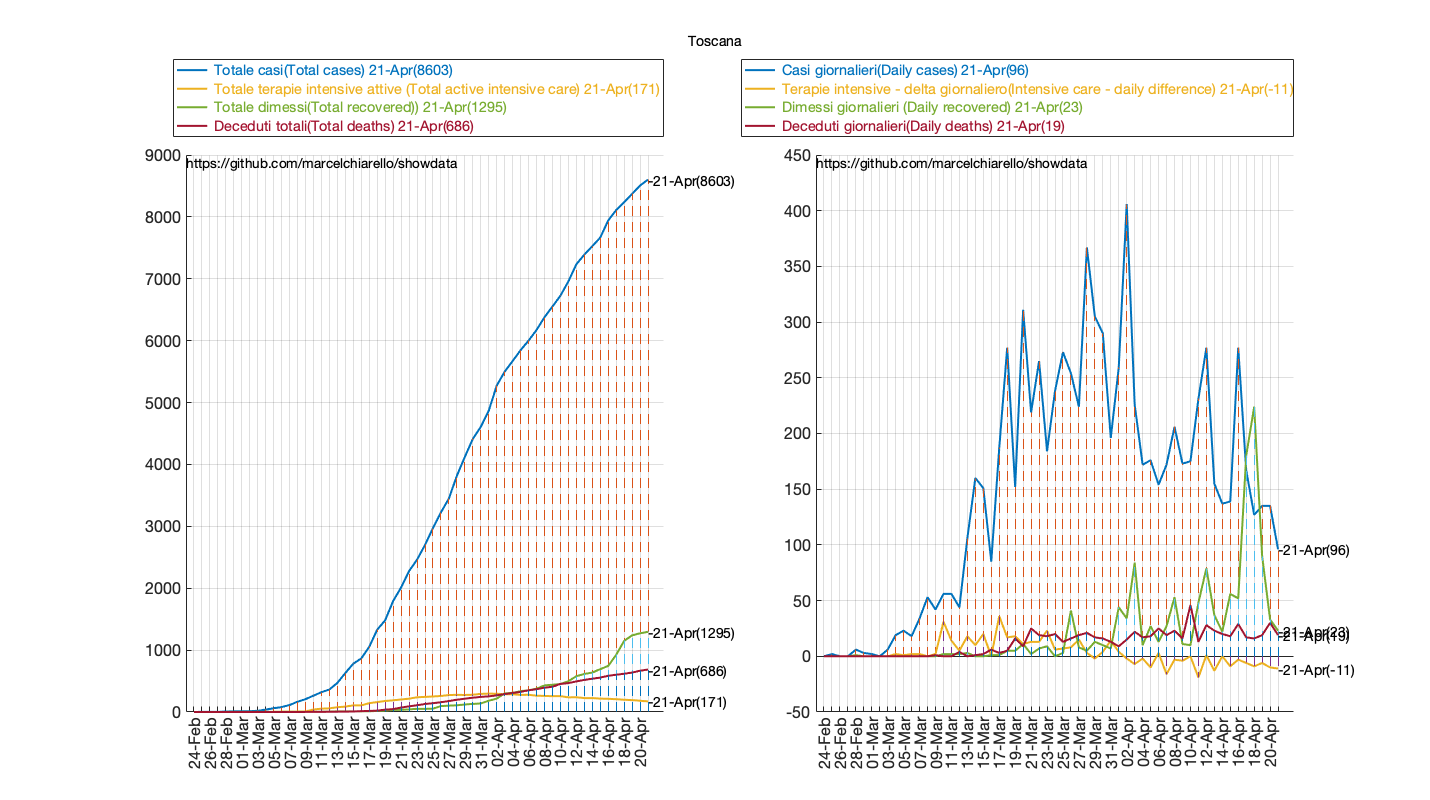 Toscana
Totale casi(Total cases) 21-Apr(8603)
Totale terapie intensive attive (Total active intensive care) 21-Apr(171)
Totale dimessi(Total recovered)) 21-Apr(1295)
Deceduti totali(Total deaths) 21-Apr(686)
https://github.com/marcelchiarello/showdata
9000
8000
7000
6000
5000
4000
3000
2000
1000
0
-21-Apr(8603)
-21-Apr(1295)
-21-Apr(686)
-21-Apr(171)
24-Feb
26-Feb
28-Feb
01-Mar
03-Mar
05-Mar
07-Mar
09-Mar
11-Mar
13-Mar
15-Mar
17-Mar
19-Mar
21-Mar
23-Mar
25-Mar
27-Mar
29-Mar
31-Mar
02-Apr
04-Apr
06-Apr
08-Apr
10-Apr
12-Apr
14-Apr
16-Apr
18-Apr
20-Apr
Casi giornalieri(Daily cases) 21-Apr(96)
Terapie intensive - delta giornaliero(Intensive care - daily difference) 21-Apr(-11)
Dimessi giornalieri (Daily recovered) 21-Apr(23)
Deceduti giornalieri(Daily deaths) 21-Apr(19)
https://github.com/marcelchiarello/showdata
450
400
350
300
250
200
150
100
50
0
-50
-21-Apr(96)
-21-Apr(23)
-21-Apr(19)
-21-Apr(-11)
24-Feb
26-Feb
28-Feb
01-Mar
03-Mar
05-Mar
07-Mar
09-Mar
11-Mar
13-Mar
15-Mar
17-Mar
19-Mar
21-Mar
23-Mar
25-Mar
27-Mar
29-Mar
31-Mar
02-Apr
04-Apr
06-Apr
08-Apr
10-Apr
12-Apr
14-Apr
16-Apr
18-Apr
20-Apr